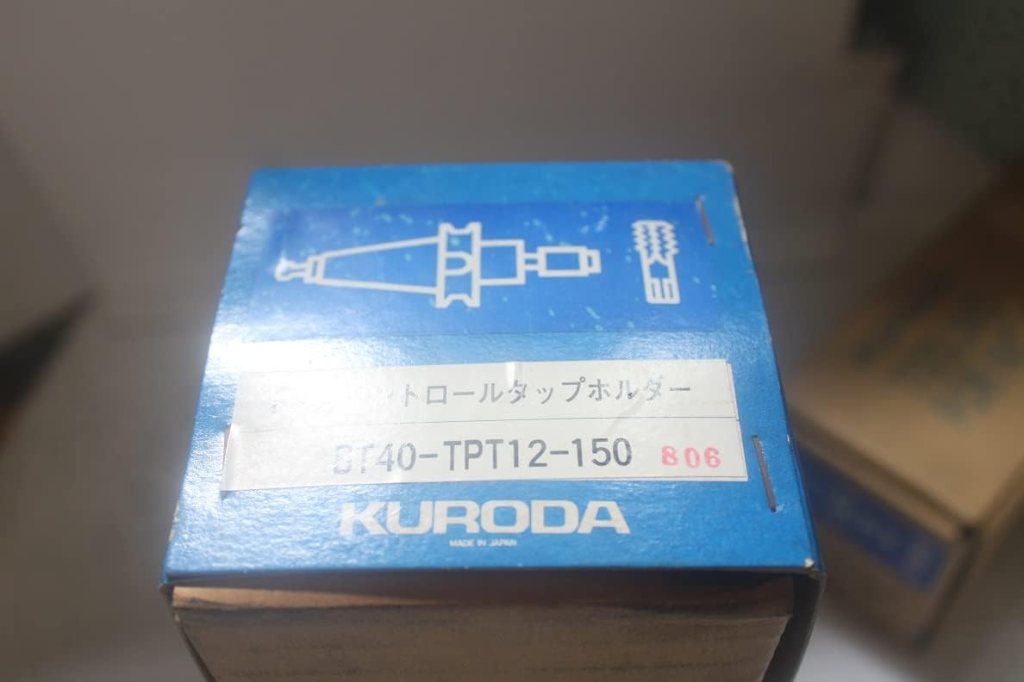 ントロールタップホルダー
BT40-TPT12-150 806
KURODA
MADE IN JAPAN